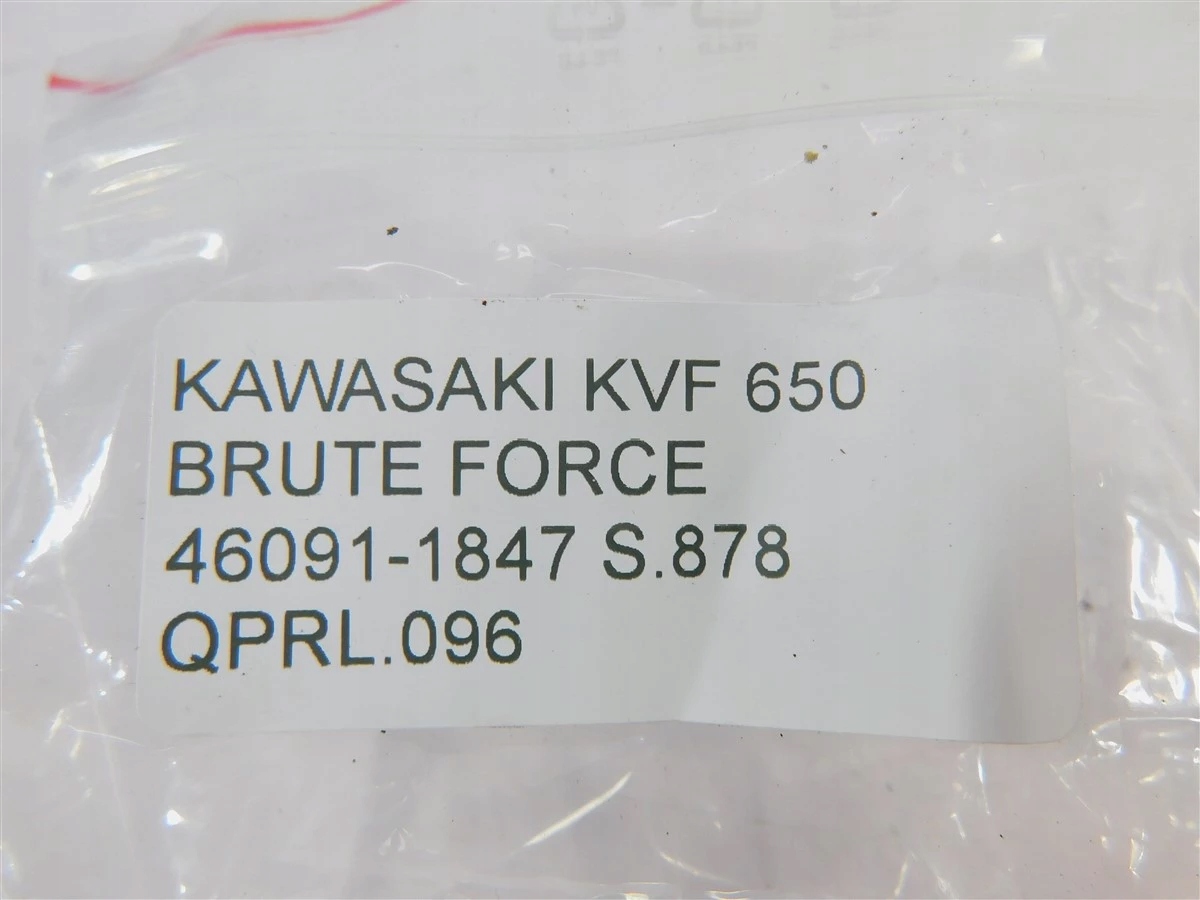 KAWASAKI KVF 650
BRUTE FORCE
46091-1847 S.878
QPRL.096